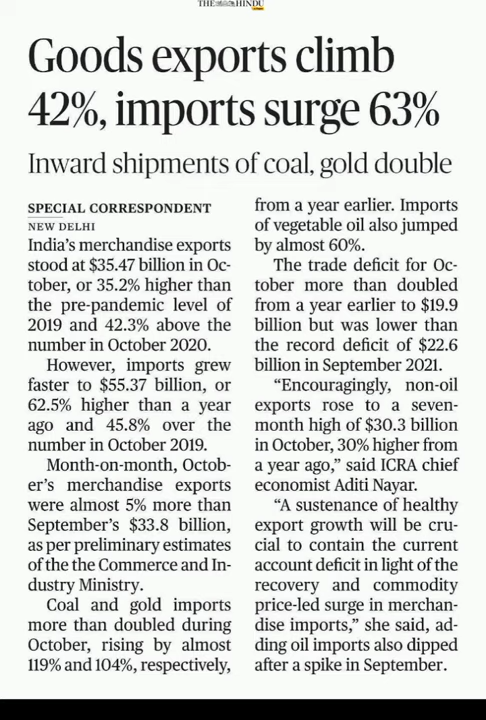 THE HINDU
Goods exports climb
42%, imports surge 63%
Inward shipments of coal, gold double
SPECIAL CORRESPONDENT
NEW DELHI
India’s merchandise exports
stood at $35.47 billion in Oc-
tober, or 35.2% higher than
the pre-pandemic level of
2019 and 42.3% above the
number in October 2020.
However, imports grew
faster to $55.37 billion, or
62.5% higher than a year
ago and 45.8% over the
number in October 2019.
Month-on-month, Octob-
er’s merchandise exports
were almost 5% more than
September’s $33.8 billion,
as per preliminary estimates
of the the Commerce and In-
dustry Ministry.
Coal and gold imports
more than doubled during
October, rising by almost
119% and 104%, respectively,
from a year earlier. Imports
of vegetable oil also jumped
by almost 60%.
The trade deficit for Oc-
tober more than doubled
from a year earlier to $19.9
billion but was lower than
the record deficit of $22.6
billion in September 2021.
“Encouragingly, non-oil
exports rose to a seven-
month high of $30.3 billion
in October, 30% higher from
a year ago,” said ICRA chief
economist Aditi Nayar.
“A sustenance of healthy
export growth will be cru-
cial to contain the current
account deficit in light of the
recovery and commodity
price-led surge in merchan-
dise imports,” she said, ad-
ding oil imports also dipped
after a spike in September.